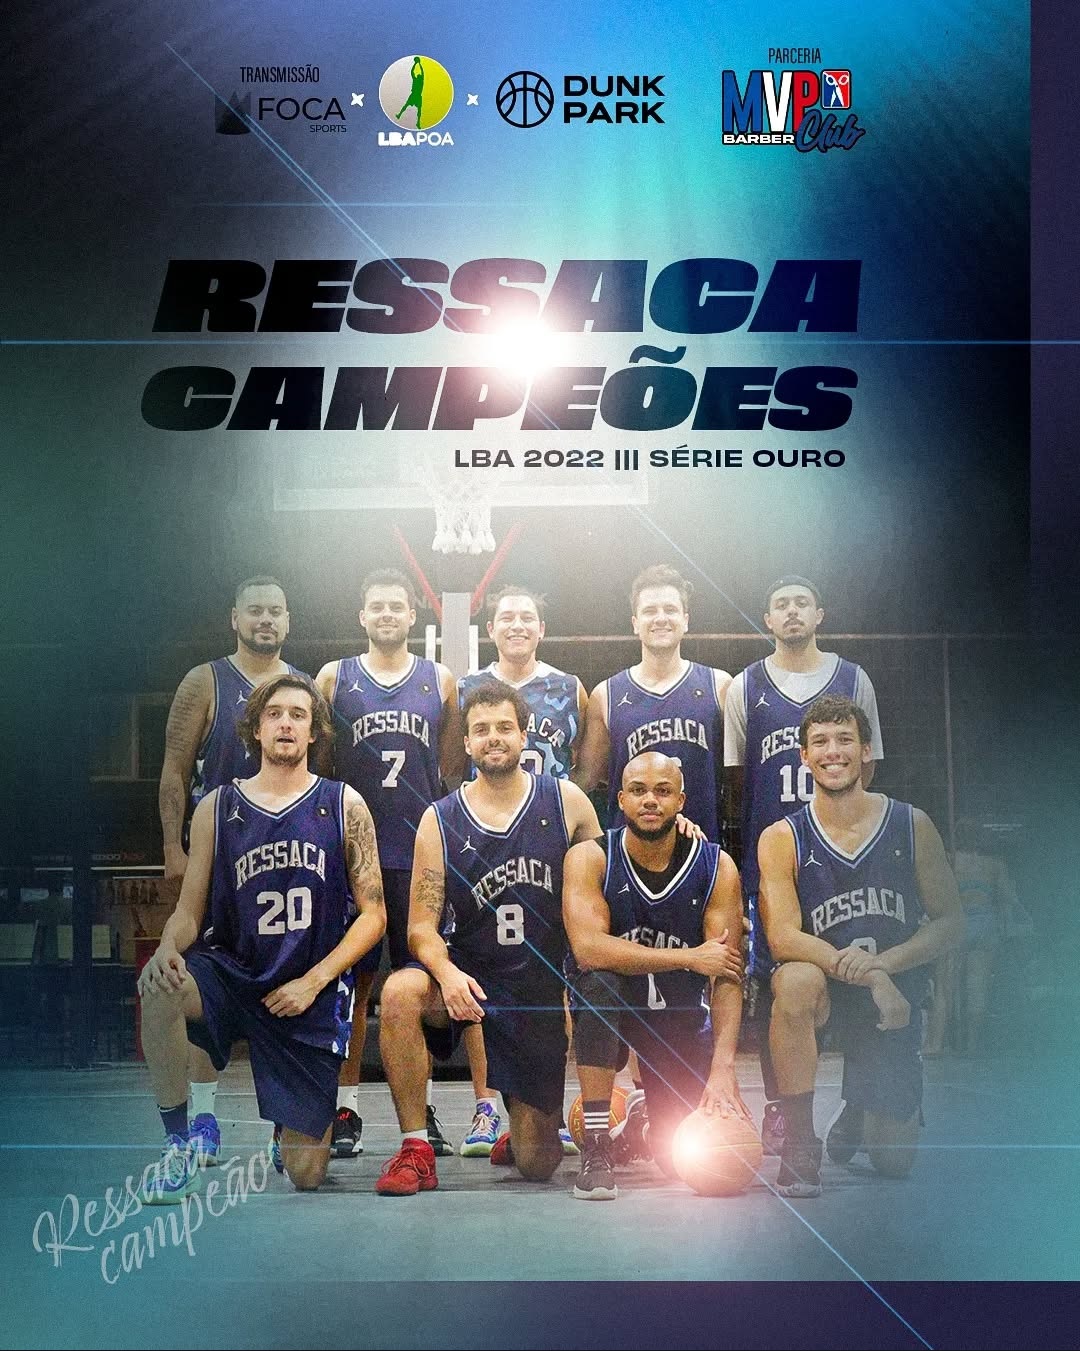 TRANSMISSÃO
FOCA
SPORTS
LBAPOA
DUNK
PARK
PARCERIA
MVP
BARBER Club
RESSACA
CAMPEÕES
LBA 2022 ||| SÉRIE OURO
RESSACA
7
RESSACA
RESSACA
20
RESSACA
8
RESSACA
10
RESSACA
Ressaca
campeão